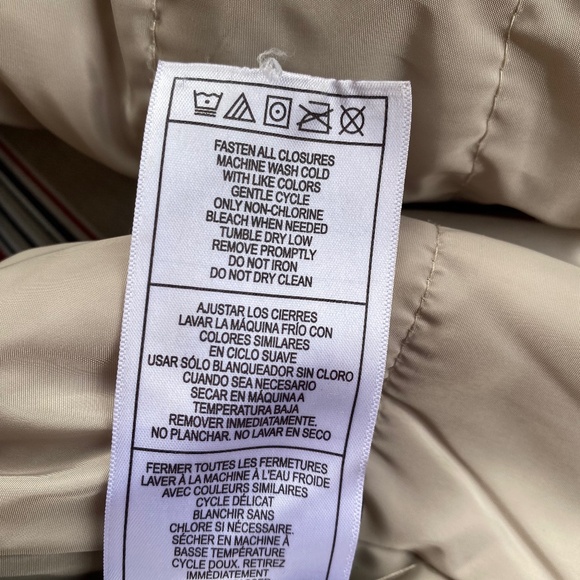 FASTEN ALL CLOSURES
MACHINE WASH COLD
WITH LIKE COLORS
GENTLE CYCLE
ONLY NON-CHLORINE
BLEACH WHEN NEEDED
TUMBLE DRY LOW
REMOVE PROMPTLY
DO NOT IRON
DO NOT DRY CLEAN
AJUSTAR LOS CIERRES
LAVAR LA MÁQUINA FRÍO CON
COLORES SIMILARES
EN CICLO SUAVE
USAR SÓLO BLANQUEADOR SIN CLORO
CUANDO SEA NECESARIO
SECAR EN MÁQUINA A
TEMPERATURA BAJA
REMOVER INMEDIATAMENTE.
NO PLANCHAR. NO LAVAR EN SECO
FERMER TOUTES LES FERMETURES
LAVER À LA MACHINE À L'EAU FROIDE
AVEC COULEURS SIMILAIRES
CYCLE DÉLICAT
BLANCHIR SANS
CHLORE SI NÉCESSAIRE.
SÉCHER EN MACHINE À
BASSE TEMPÉRATURE
CYCLE DOUX. RETIREZ
IMMÉDIATEMENT